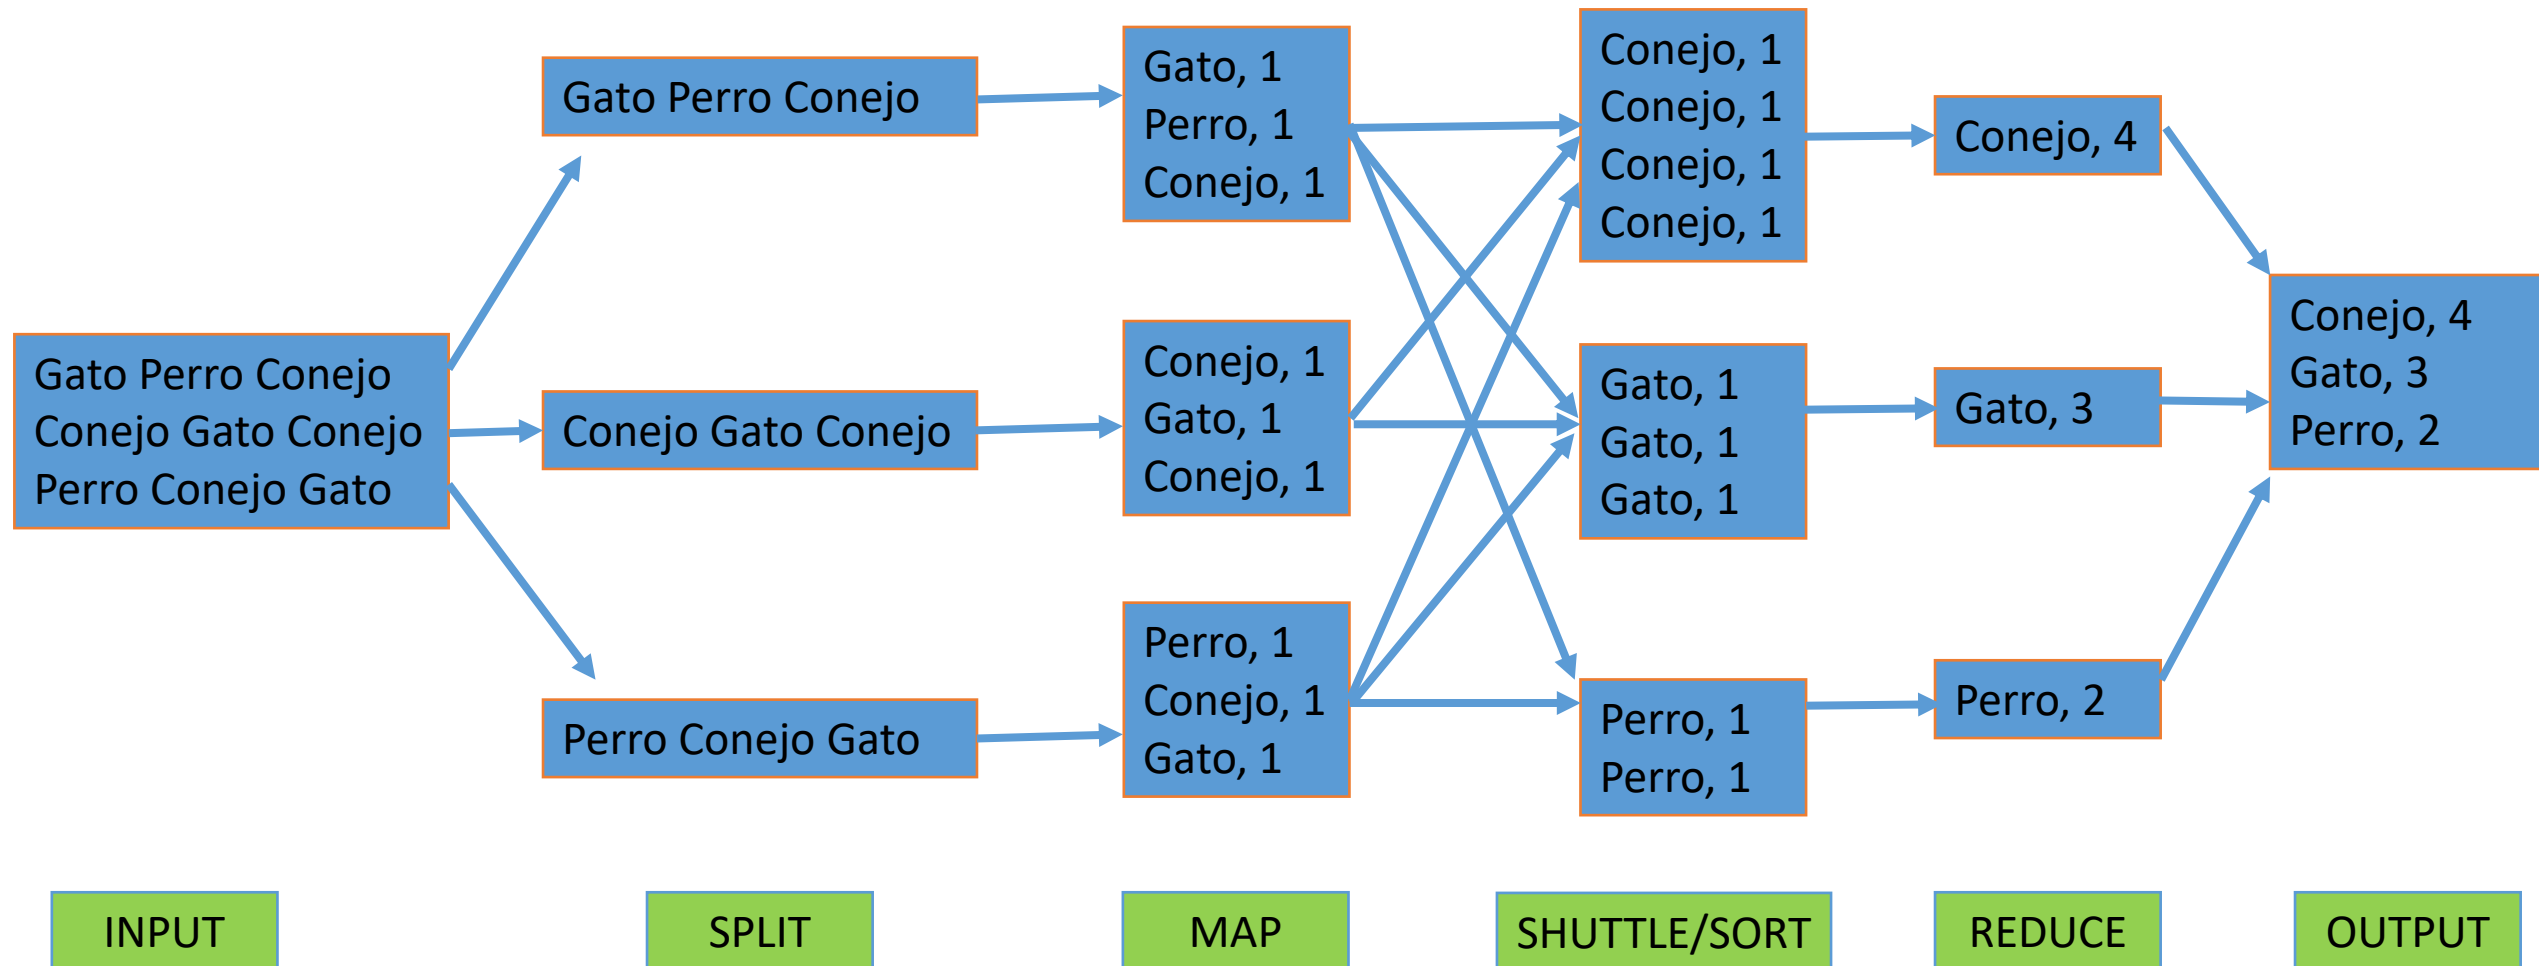 Gato Perro Conejo
Conejo Gato Conejo
Perro Conejo Gato
Gato Perro Conejo
Conejo Gato Conejo
Perro Conejo Gato
Gato, 1
Perro, 1
Conejo, 1
Conejo, 1
Gato, 1
Conejo, 1
Perro, 1
Conejo, 1
Gato, 1
Conejo, 1
Conejo, 1
Conejo, 1
Conejo, 1
Gato, 1
Gato, 1
Gato, 1
Perro, 1
Perro, 1
Conejo, 4
Gato, 3
Perro, 2
Conejo, 4
Gato, 3
Perro, 2
INPUT
SPLIT
MAP
SHUTTLE/SORT
REDUCE
OUTPUT